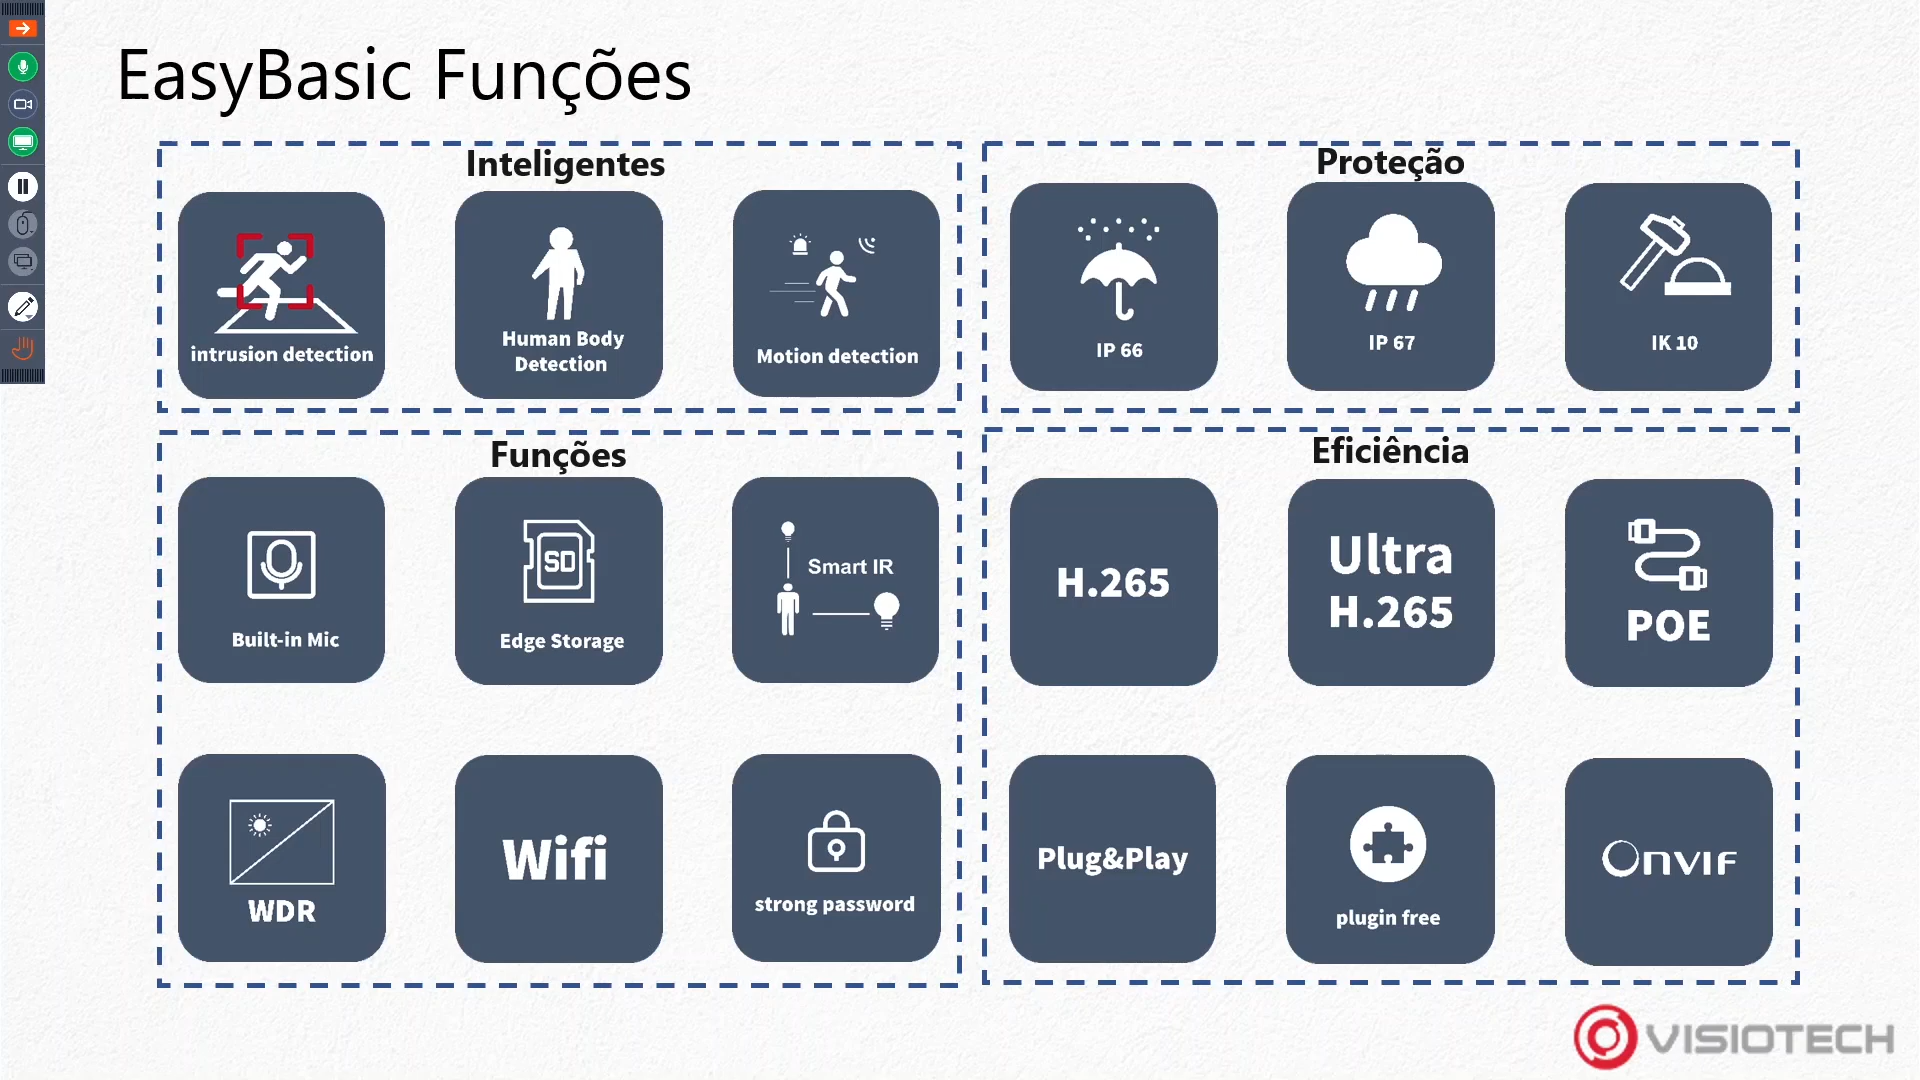 EasyBasic Funções
Inteligentes
intrusion detection
Human Body
Detection
Motion detection
Proteção
IP 66
IP 67
IK 10
Funções
Built-in Mic
SD
Edge Storage
Smart IR
WDR
Wifi
strong password
Eficiência
H.265
Ultra
H.265
POE
Plug&Play
plugin free
ONVIF
VISIOTECH